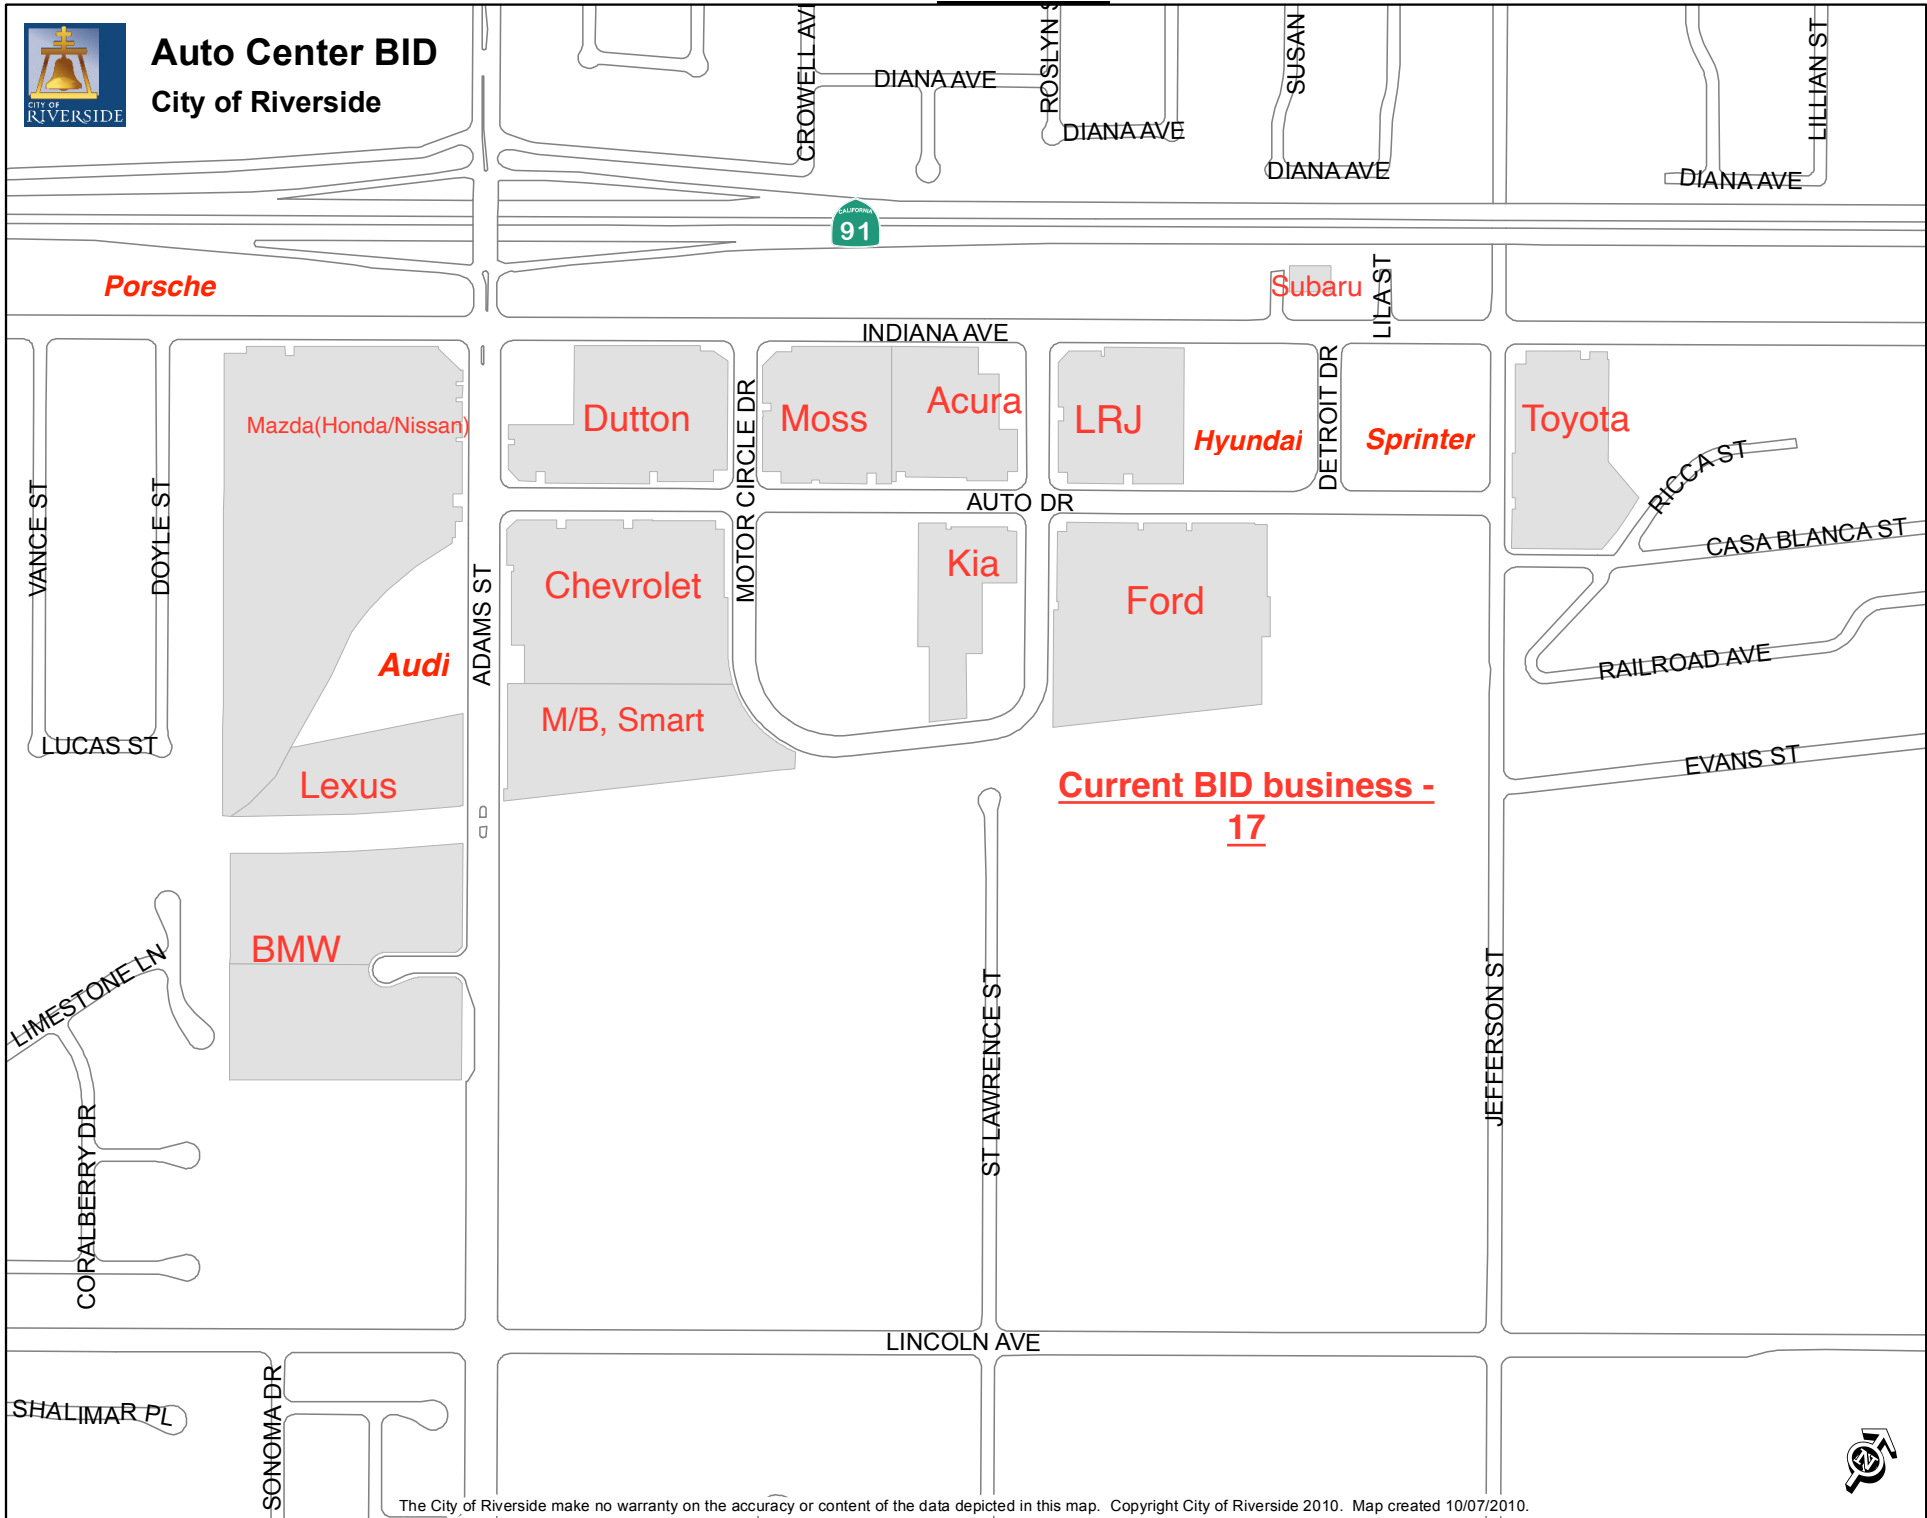 Auto Center BID
City of Riverside
CITY OF
RIVERSIDE
CROWELL AVE
DIANA AVE
ROSLYN S
DIANA AVE
SUSAN
DIANA AVE
LILLIAN ST
DIANA AVE
CALIFORNIA
91
Porsche
Subaru
LILA ST
INDIANA AVE
Mazda(Honda/Nissan)
Dutton
MOTOR CIRCLE DR
Moss
Acura
LRJ
Hyundai
DETROIT DR
Sprinter
Toyota
RICCA ST
VANCE ST
DOYLE ST
AUTO DR
CASA BLANCA ST
ADAMS ST
Chevrolet
Kia
Ford
Audi
RAILROAD AVE
M/B, Smart
LUCAS ST
Lexus
EVANS ST
Current BID business -
17
BMW
LIMESTONE LN
ST LAWRENCE ST
JEFFERSON ST
CORALBERRY DR
LINCOLN AVE
SHALIMAR PL
SONOMA DR
N
The City of Riverside make no warranty on the accuracy or content of the data depicted in this map. Copyright City of Riverside 2010. Map created 10/07/2010.